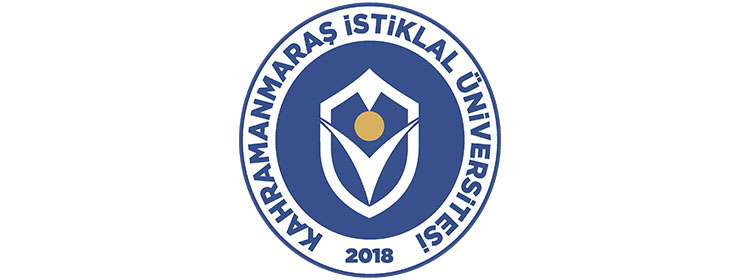 KAHRAMANMARAŞ İSTİKLAL ÜNİVERSİTESİ
2018